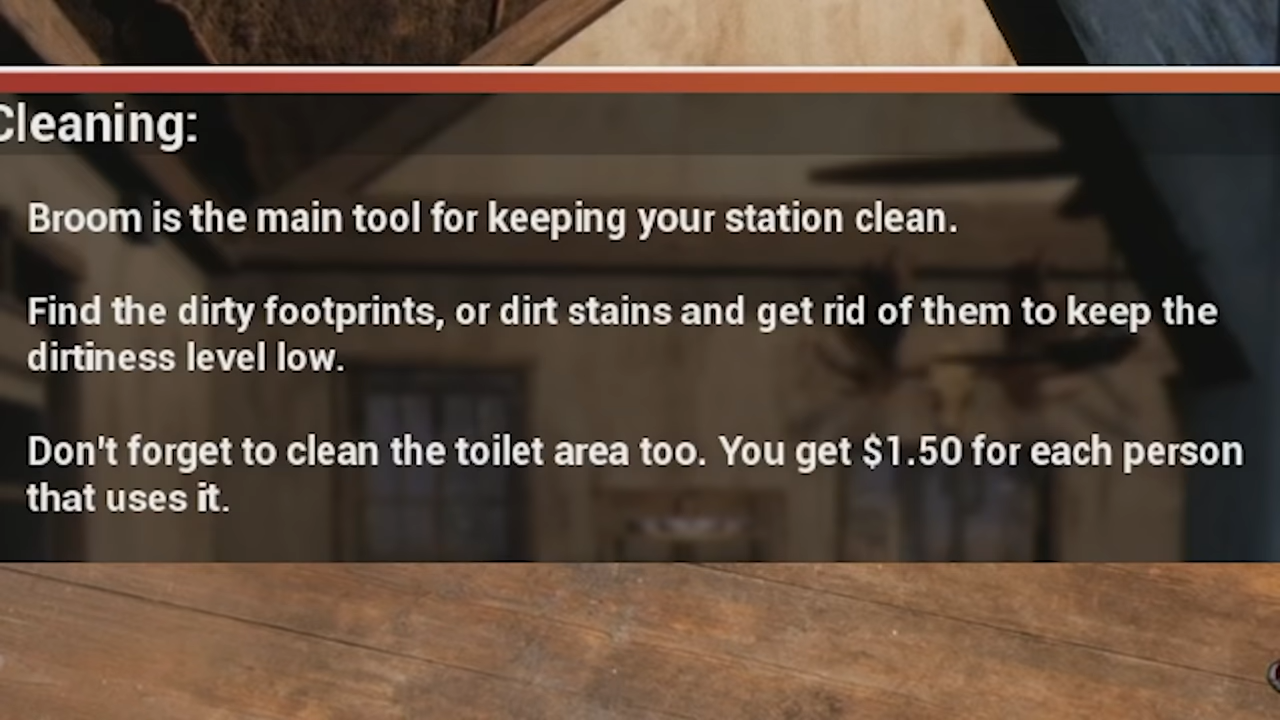 Cleaning:
Broom is the main tool for keeping your station clean.
Find the dirty footprints, or dirt stains and get rid of them to keep the
dirtiness level low.
Don't forget to clean the toilet area too. You get $1.50 for each person
that uses it.